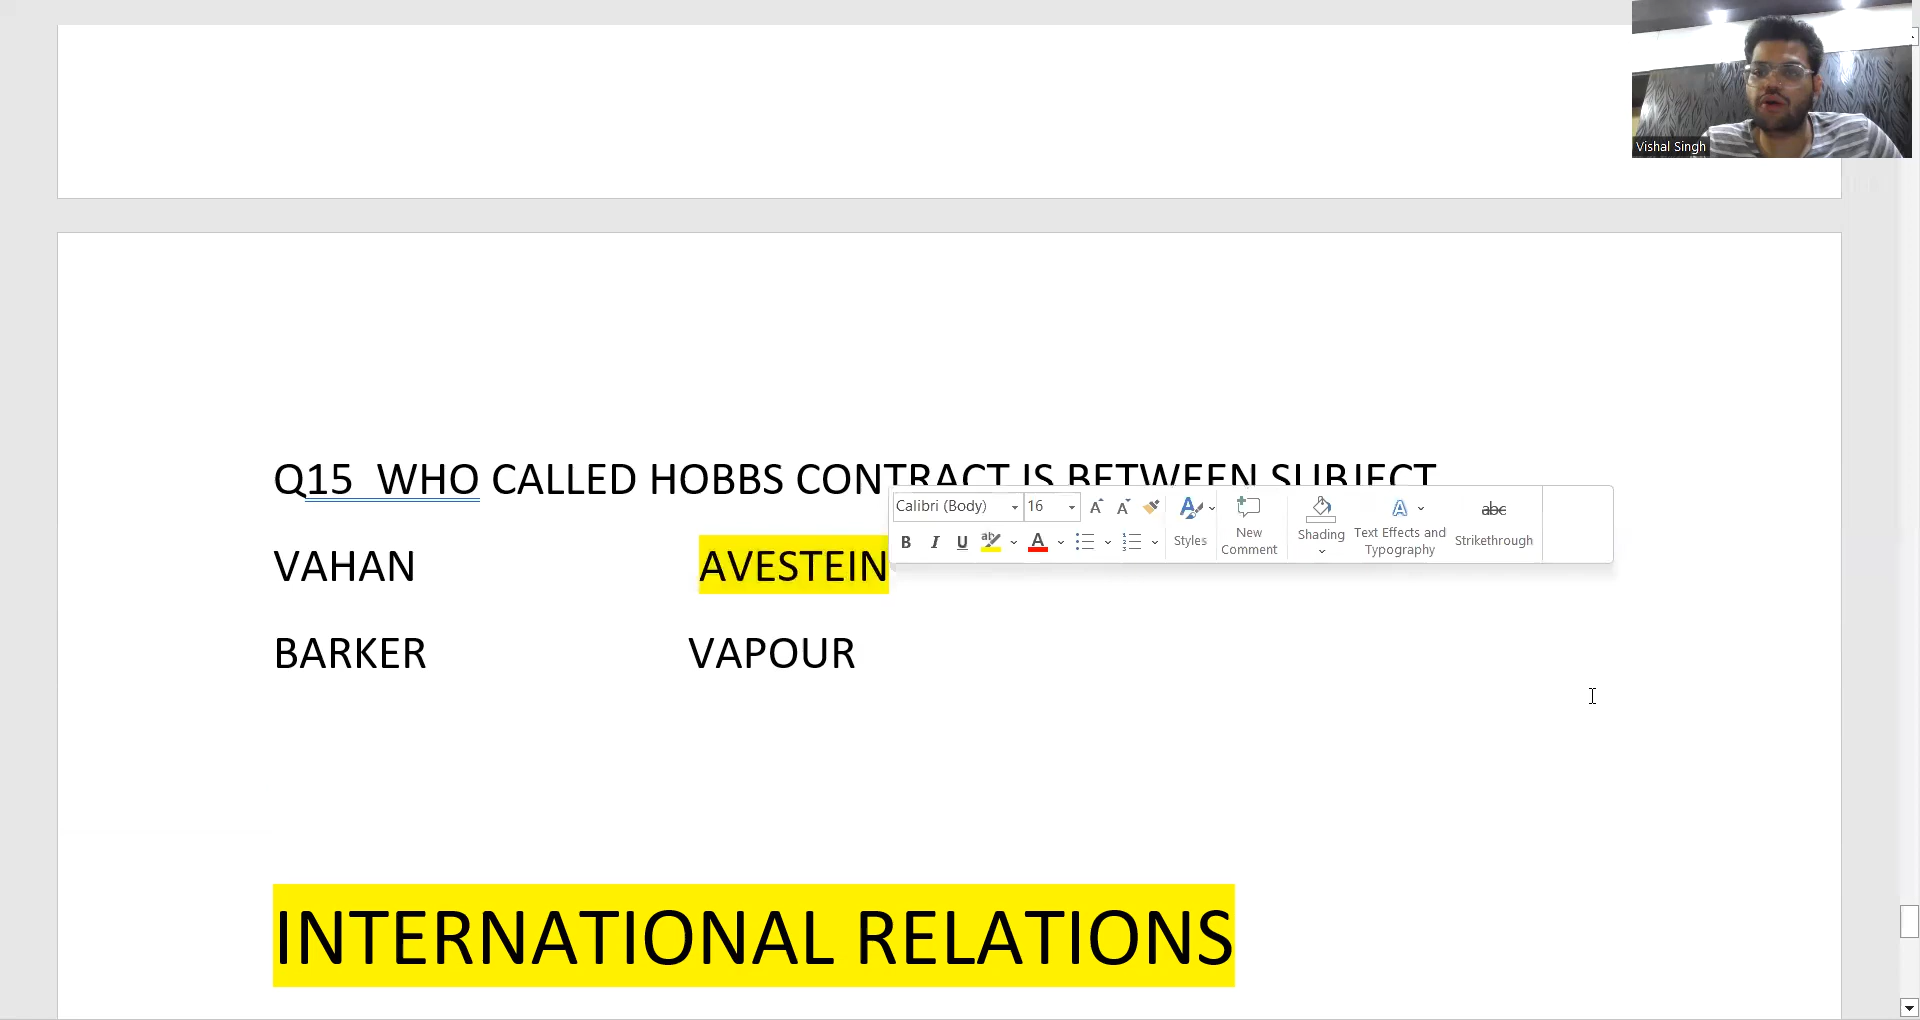 Vishal Singh
Q15 WHO CALLED HOBBS CONTRACT IS BETWEEN SUBJECT
Calibri (Body) 16 A A A
New Comment
Shading
Text Effects and Typography
abc
Strikethrough
B I U ab A Styles
VAHAN AVESTEIN
BARKER VAPOUR
INTERNATIONAL RELATIONS